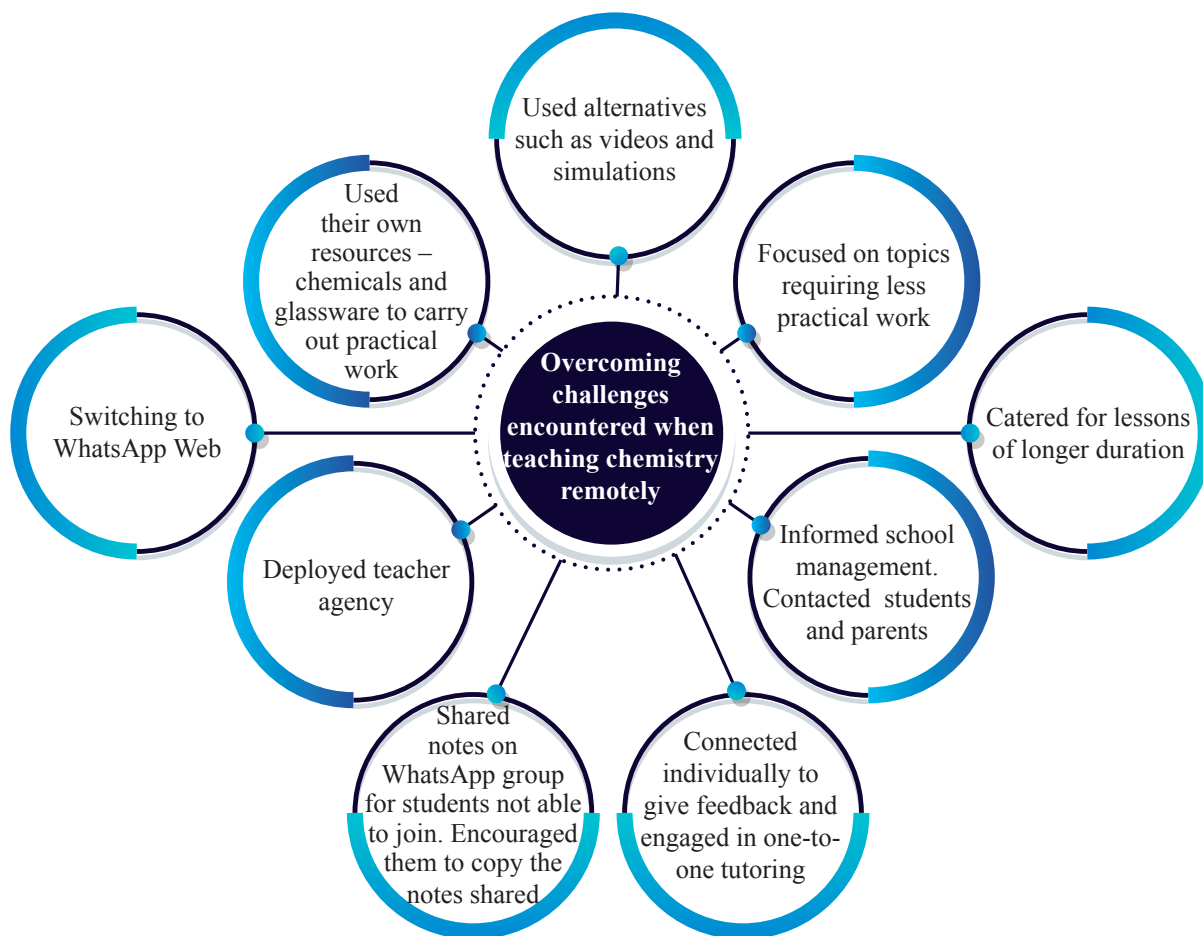 Used alternatives
such as videos and
simulations
Used
their own
resources –
chemicals and
glassware to carry
out practical
work
Focused on topics
requiring less
practical work
Switching to
WhatsApp Web
Overcoming
challenges
encountered when
teaching chemistry
remotely
Catered for lessons
of longer duration
Deployed teacher
agency
Informed school
management.
Contacted students
and parents
Shared
notes on
WhatsApp group
for students not able
to join. Encouraged
them to copy the
notes shared
Connected
individually to
give feedback and
engaged in one-to-
one tutoring